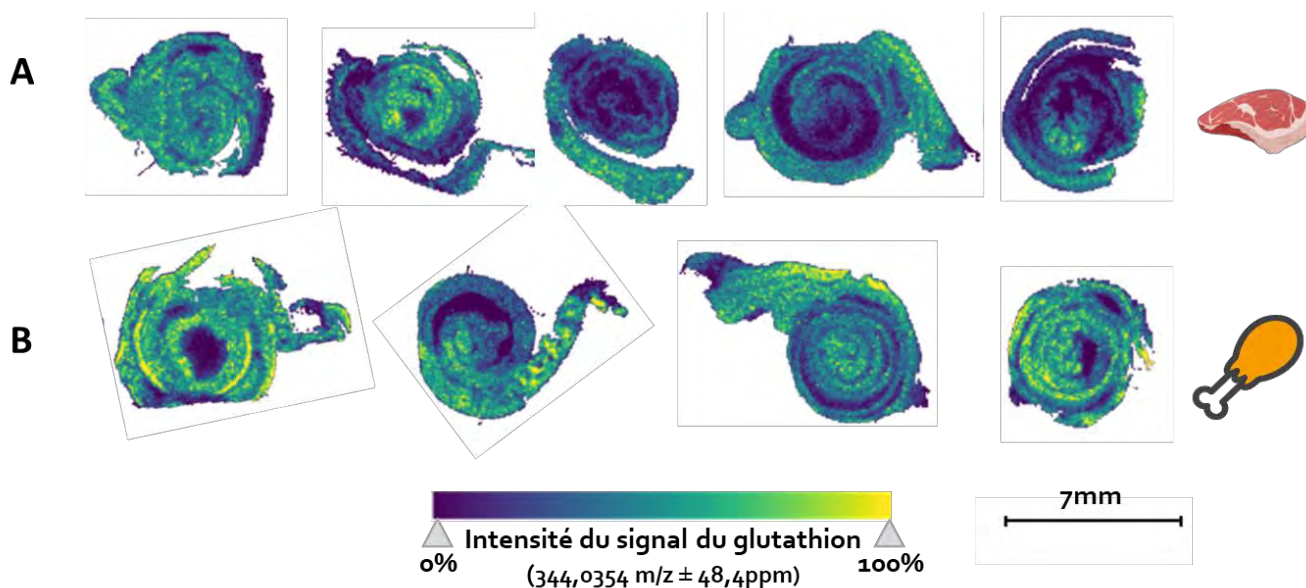 A
B
7mm
Intensité du signal du glutathion
0%
100%
(344,0354 m/z ± 48,4ppm)